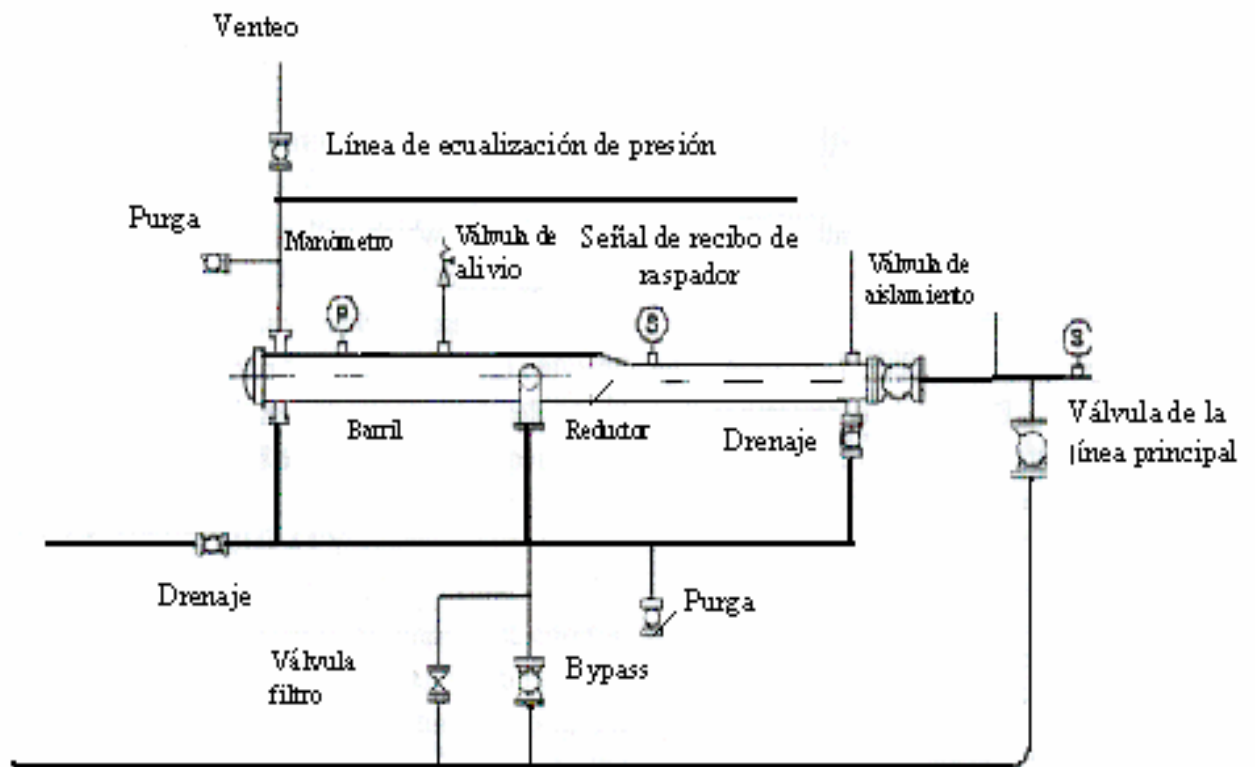 Venteo
Línea de ecualización de presión
Purga
Manómetro
Válvula de
alivio
Señal de recibo de
raspador
Válvula de
aislamiento
P
S
S
Barril
Reductor
Drenaje
Válvula de la
línea principal
Drenaje
Purga
Válvula
filtro
Bypass